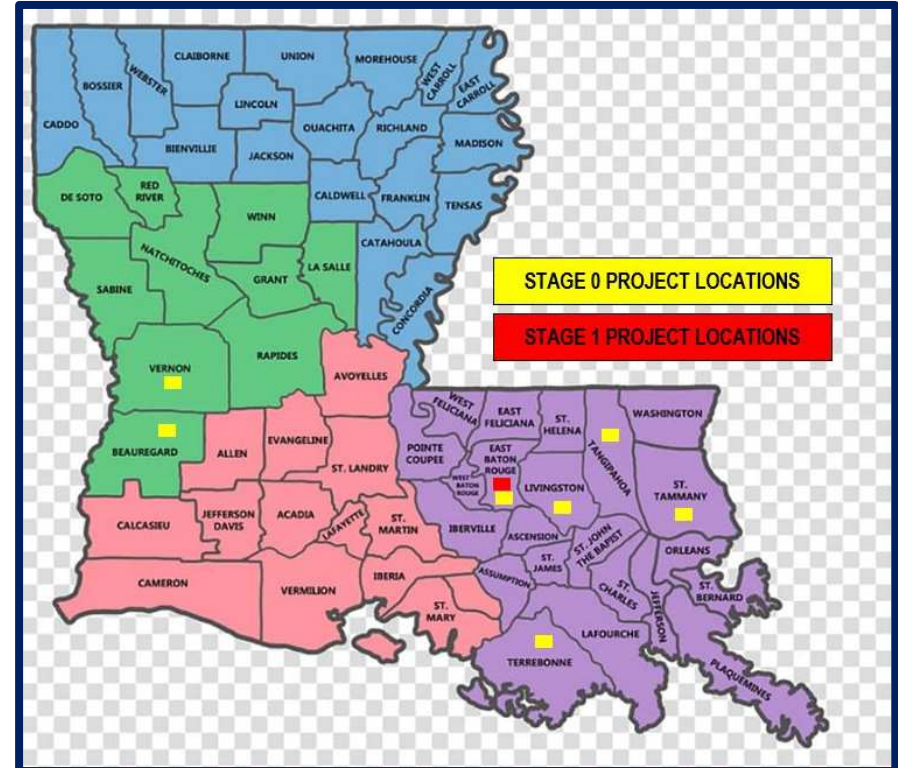 CLAIBORNE
UNION
MOREHOUSE
WEST
CARROLL
EAST
CARROLL
BOSSIER
WEBSTER
LINCOLN
CADDO
OUACHITA
RICHLAND
MADISON
BIENVILLIE
JACKSON
DE SOTO
RED
RIVER
CALDWELL
FRANKLIN
TENSAS
WINN
CATAHOULA
NATCHITOCHES
LA SALLE
GRANT
SABINE
CONCORDIA
STAGE 0 PROJECT LOCATIONS
STAGE 1 PROJECT LOCATIONS
RAPIDES
VERNON
AVOYELLES
WEST
FELICIANA
EAST
FELICIANA
ST.
HELENA
TANGIPAHOA
WASHINGTON
BEAUREGARD
ALLEN
EVANGELINE
ST. LANDRY
POINTE
COUPEE
EAST
BATON
ROUGE
WEST
BATON
ROUGE
LIVINGSTON
ST.
TAMMANY
CALCASIEU
JEFFERSON
DAVIS
ACADIA
LAFAYETTE
ST.
MARTIN
IBERVILLE
ASCENSION
ST. JOHN
THE BAPIST
ORLEANS
CAMERON
VERMILION
IBERIA
ST.
MARY
ASSUMPTION
ST.
JAMES
ST.
CHARLES
JEFFERSON
ST.
BERNARD
LAFOURCHE
TERREBONNE
PLAQUEMINES